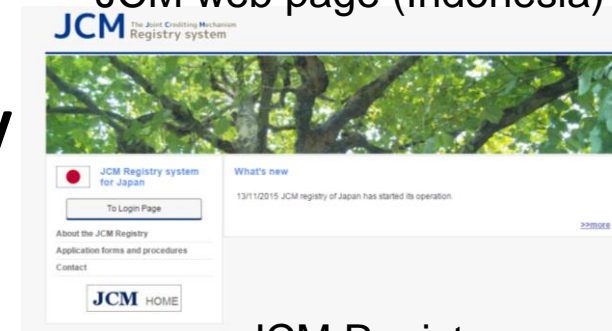 JCM web page (Indonesia)
JCM The Joint Crediting Mechanism
Registry system
y
JCM Registry system
for Japan
To Login Page
About the JCM Registry
Application forms and procedures
Contact
JCM HOME
What's new
13/11/2015 JCM registry of Japan has started its operation.
>>more